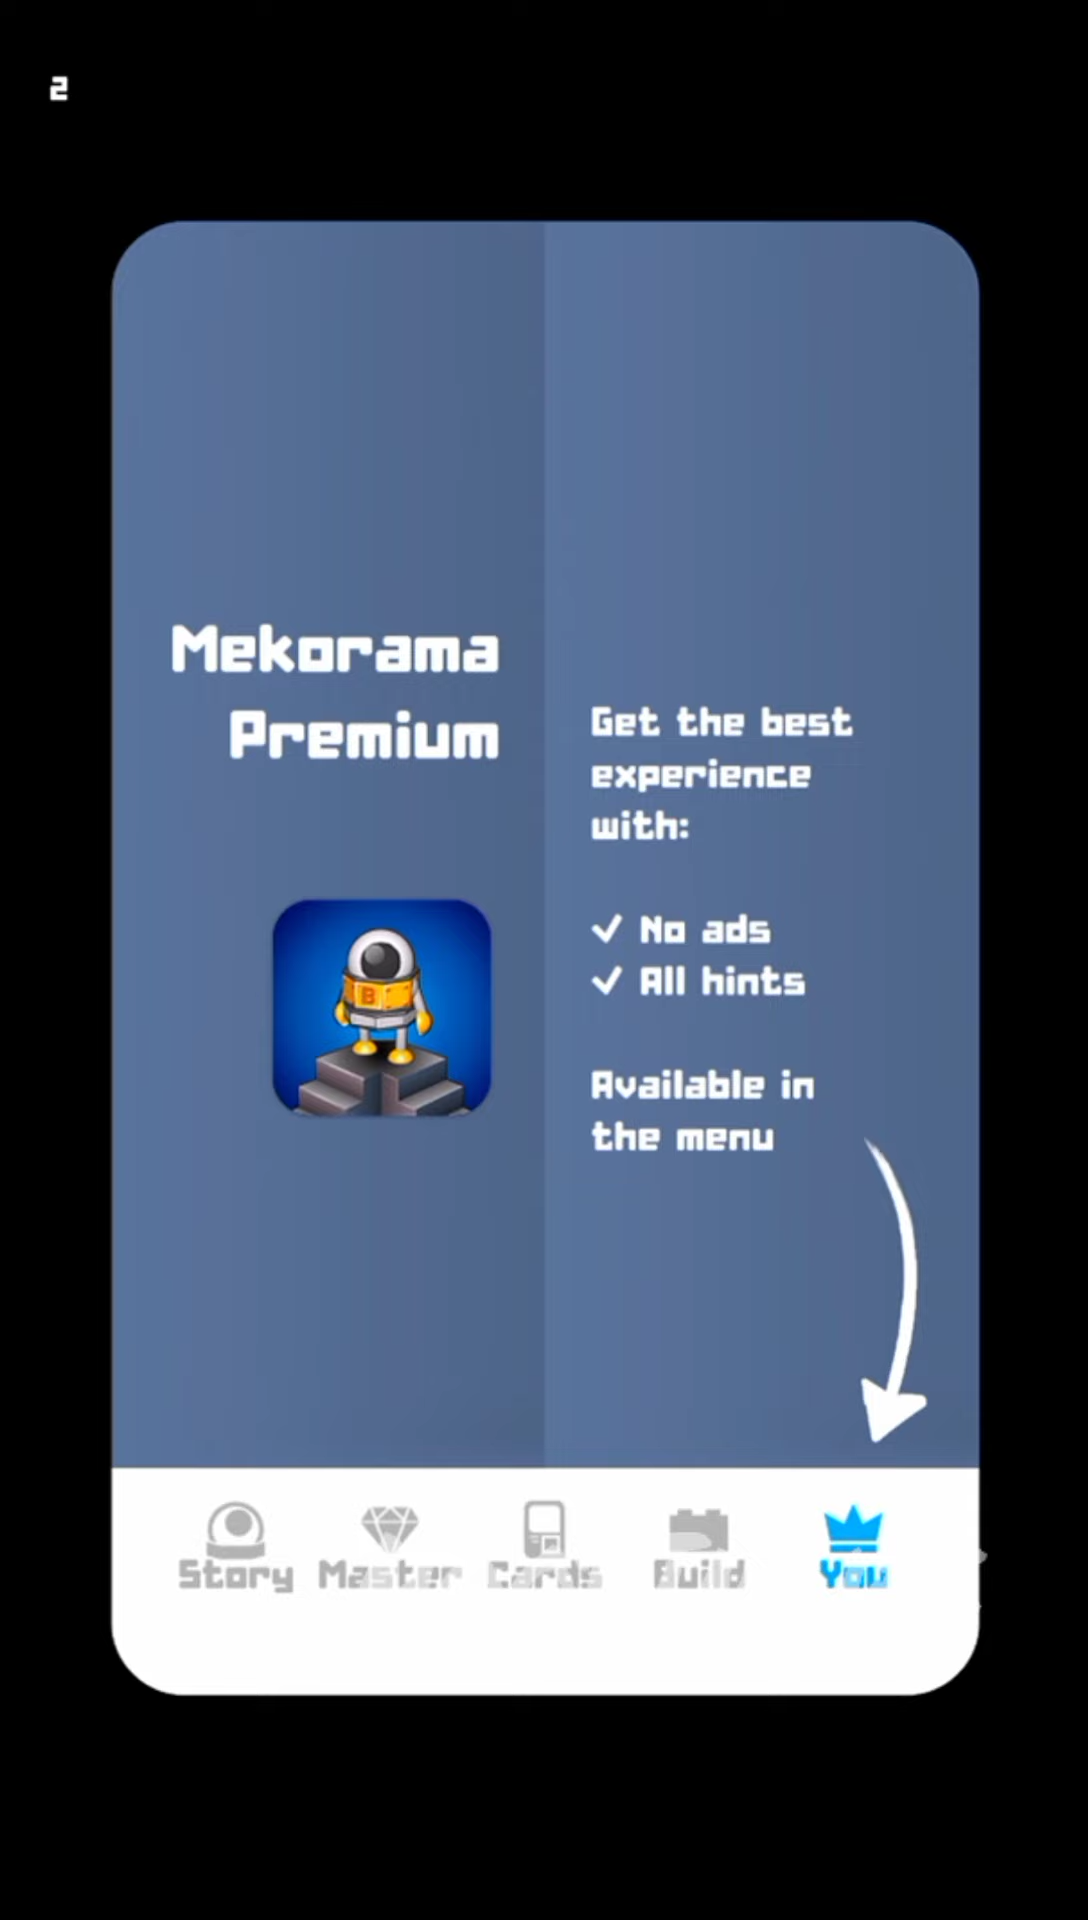 2
Mekorama
Premium
B
Get the best
experience
with:
✓ No ads
✓ All hints
Available in
the menu
Story Master Cards Build You